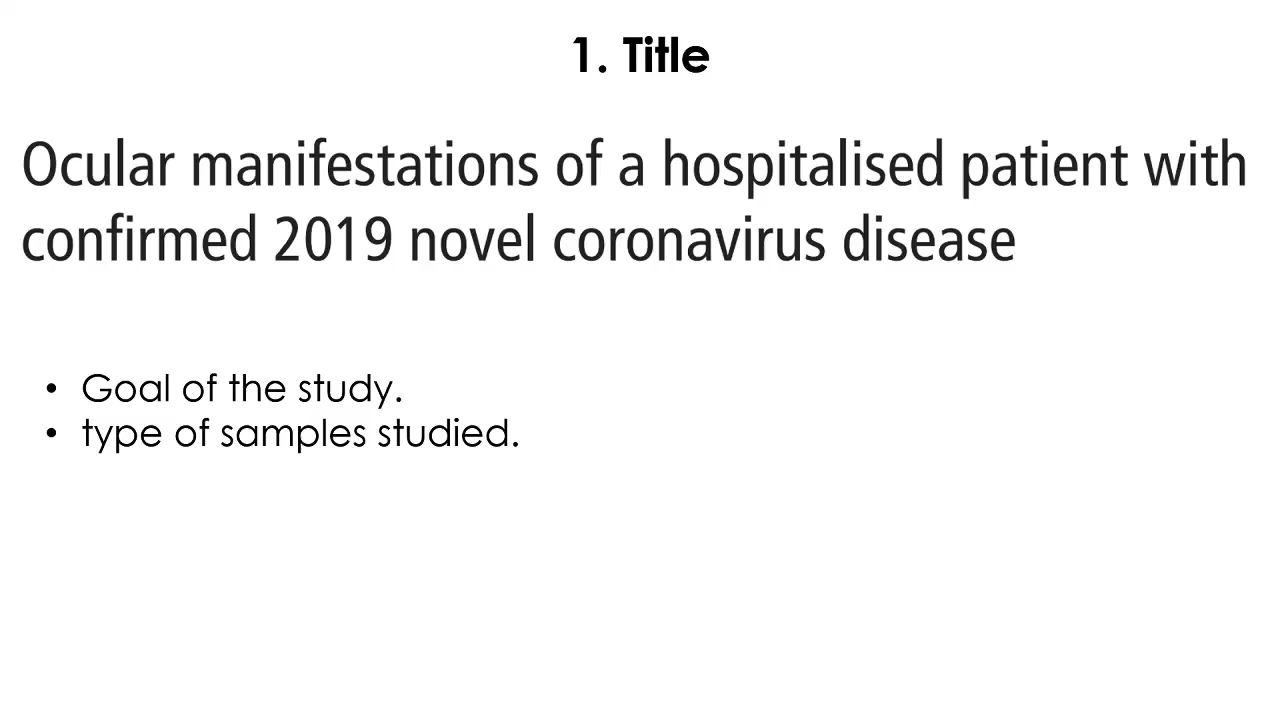 1. Title
Ocular manifestations of a hospitalised patient with
confirmed 2019 novel coronavirus disease
• Goal of the study.
• type of samples studied.